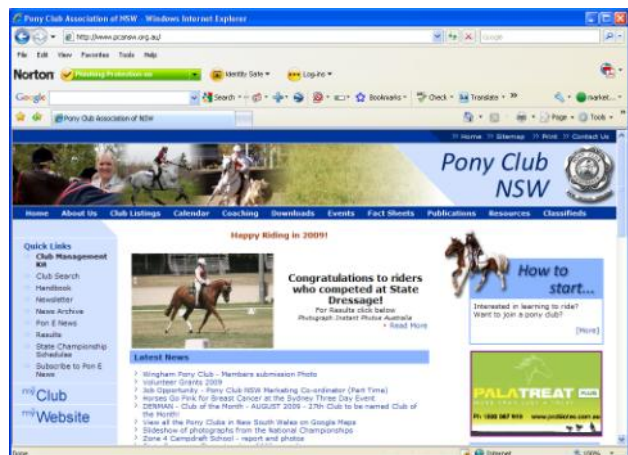 Pony Club Association of NSW - Windows Internet Explorer
http://www.pcansw.org.au/
Google
File Edit View Favorites Tools Help
Norton Phishing Protection on Identity Safe Log-ins
Google Search Bookmarks Check Translate market...
Pony Club Association of NSW Page Tools
Home Sitemap Print Contact Us
Pony Club
NSW
Home About Us Club Listings Calendar Coaching Downloads Events Fact Sheets Publications Resources Classifieds
Happy Riding in 2009!
Quick Links
Club Management
Kit
Club Search
Handbook
Newsletter
News Archive
Pon E News
Results
State Championship
Schedules
Subscribe to Pon E
News
myClub
myWebsite
Congratulations to riders
who competed at State
Dressage!
For Results click below
Photograph: Instant Photos Australia
Read More
Latest News
Wingham Pony Club - Members submission Photo
Volunteer Grants 2009
Job Opportunity - Pony Club NSW Marketing Co-ordinator (Part Time)
Horses Go Pink for Breast Cancer at the Sydney Three Day Event
DERMAN - Club of the Month - AUGUST 2009 - 27th Club to be named Club of
the Month!
View all the Pony Clubs in New South Wales on Google Maps
Slideshow of photographs from the National Championships
Zone 4 Campdraft School - report and photos
How to
start...
Interested in learning to ride?
Want to join a pony club?
[More]
PALATREAT PLUS
Done Internet 100%